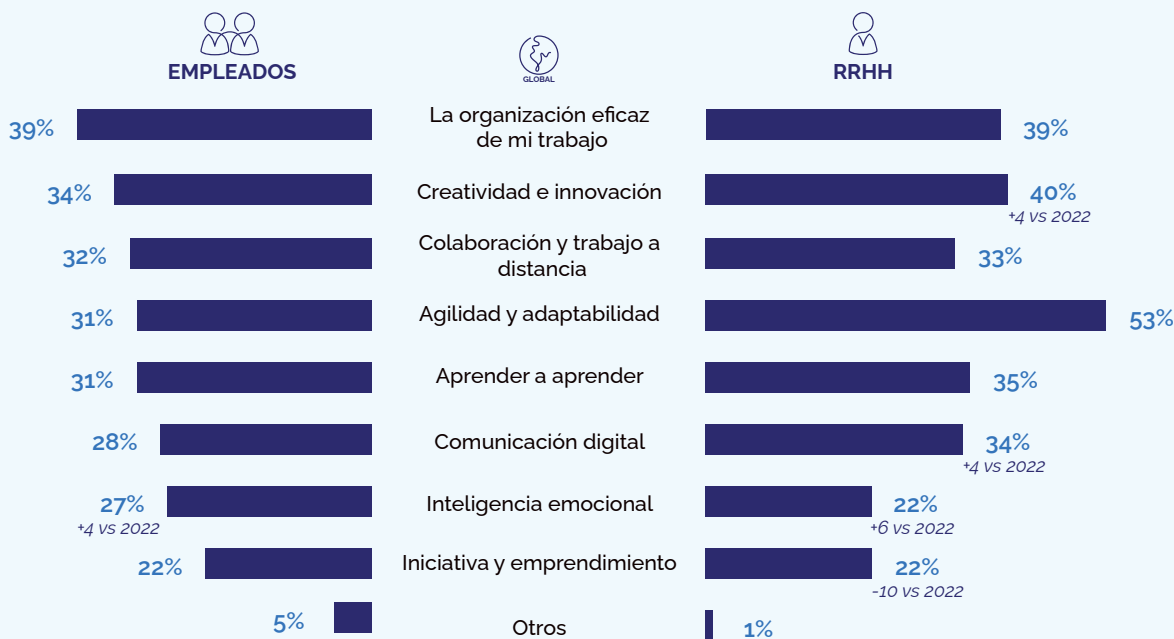 EMPLEADOS
GLOBAL
RRHH
39%
La organización eficaz
de mi trabajo
39%
34%
Creatividad e innovación
40%
+4 vs 2022
32%
Colaboración y trabajo a
distancia
33%
31%
Agilidad y adaptabilidad
53%
31%
Aprender a aprender
35%
28%
Comunicación digital
34%
+4 vs 2022
27%
+4 vs 2022
Inteligencia emocional
22%
+6 vs 2022
22%
Iniciativa y emprendimiento
22%
-10 vs 2022
5%
Otros
1%